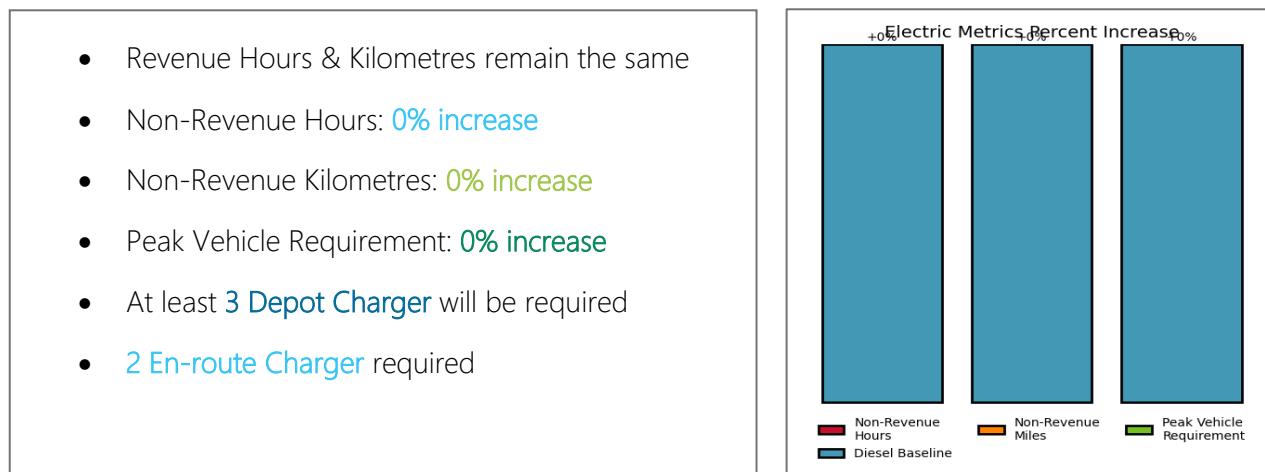 • Revenue Hours & Kilometres remain the same
• Non-Revenue Hours: 0% increase
• Non-Revenue Kilometres: 0% increase
• Peak Vehicle Requirement: 0% increase
• At least 3 Depot Charger will be required
• 2 En-route Charger required
Electric Metrics Percent Increase
+0% +0% +0%
Non-Revenue
Hours
Non-Revenue
Miles
Peak Vehicle
Requirement
Diesel Baseline